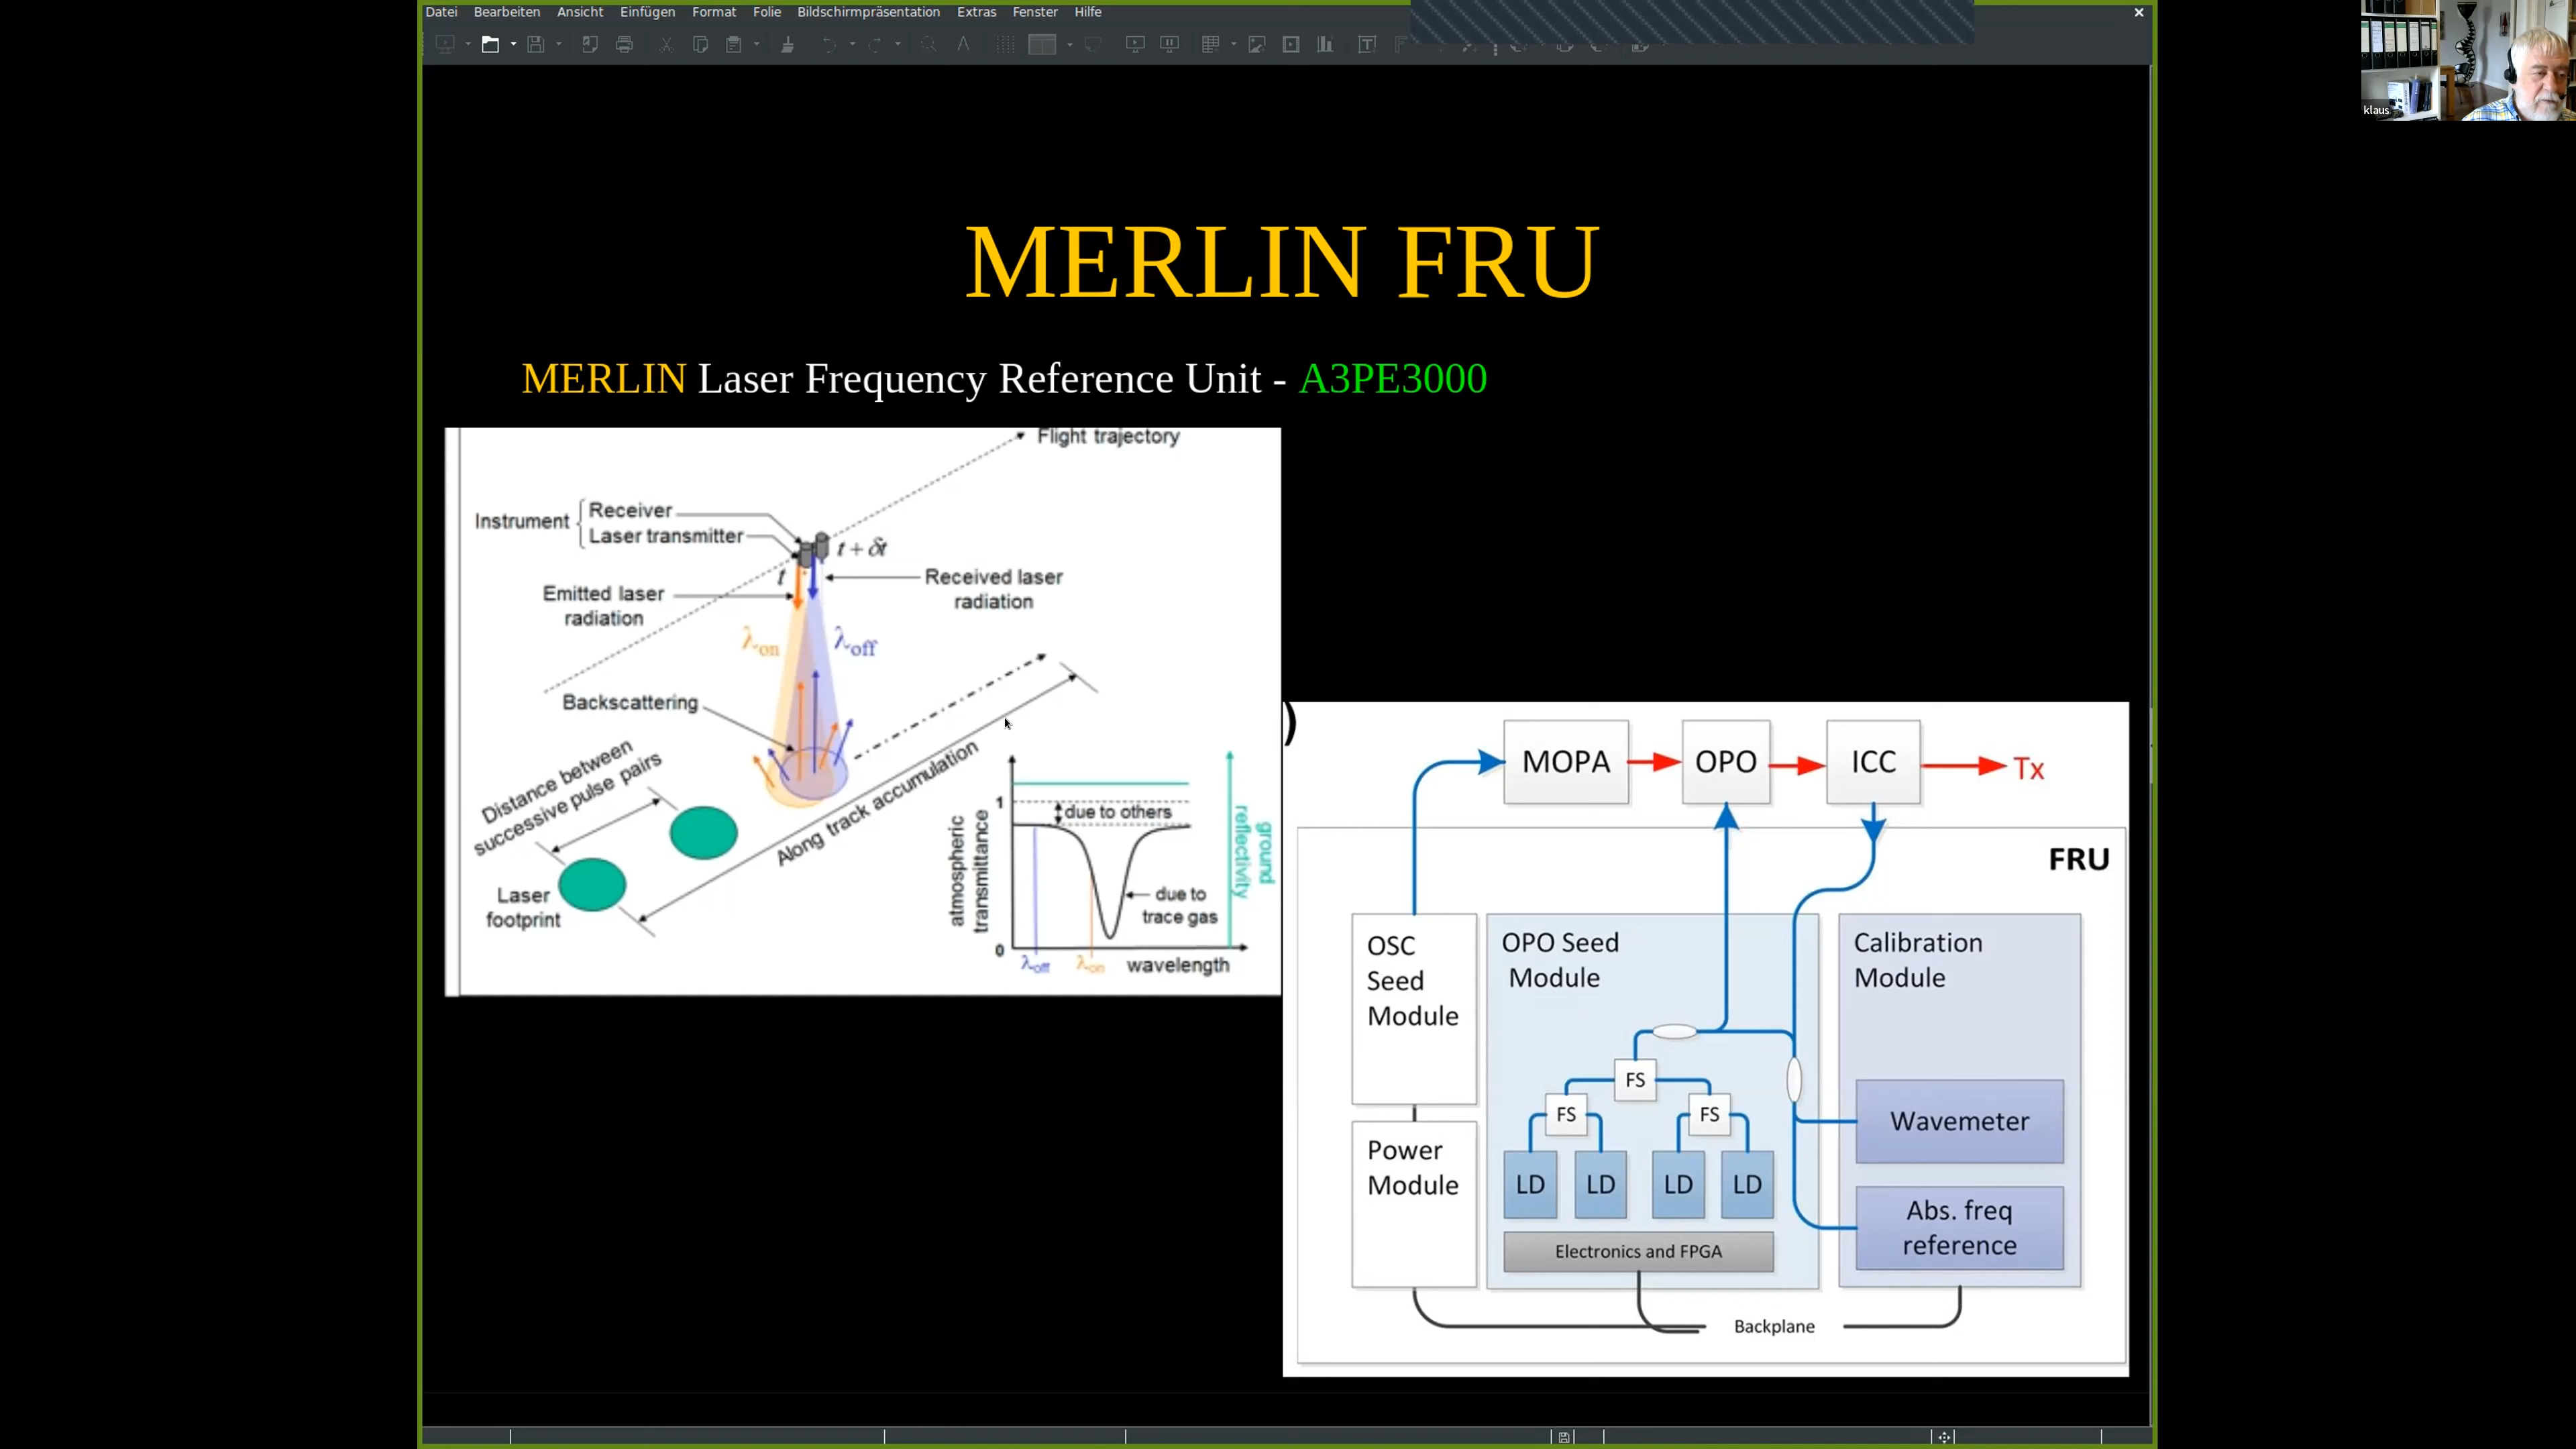 Datei Bearbeiten Ansicht Einfügen Format Folie Bildschirmpräsentation Extras Fenster Hilfe
klaus
MERLIN FRU
MERLIN Laser Frequency Reference Unit - A3PE3000
Flight trajectory
Instrument
Receiver
Laser transmitter
t + δt
t
Emitted laser
radiation
Received laser
radiation
λon
λoff
Backscattering
Distance between
successive pulse pairs
Along track accumulation
Laser
footprint
atmospheric
transmittance
1
0
due to others
due to
trace gas
ground
reflectivity
λoff
λon
wavelength
)
MOPA
OPO
ICC
Tx
FRU
OSC
Seed
Module
OPO Seed
Module
Calibration
Module
FS
FS
FS
Wavemeter
Power
Module
LD
LD
LD
LD
Abs. freq
reference
Electronics and FPGA
Backplane